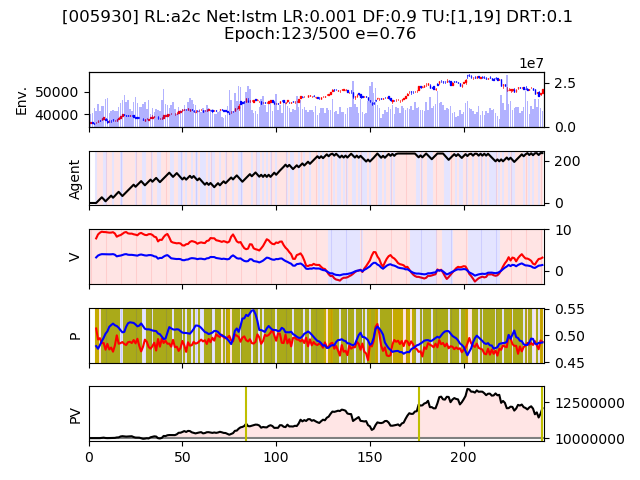 [005930] RL:a2c Net:lstm LR:0.001 DF:0.9 TU:[1,19] DRT:0.1
Epoch:123/500 e=0.76
1e7
Env.
50000
40000
2.5
0.0
Agent
200
0
V
10
0
P
0.55
0.50
0.45
PV
12500000
10000000
0 50 100 150 200